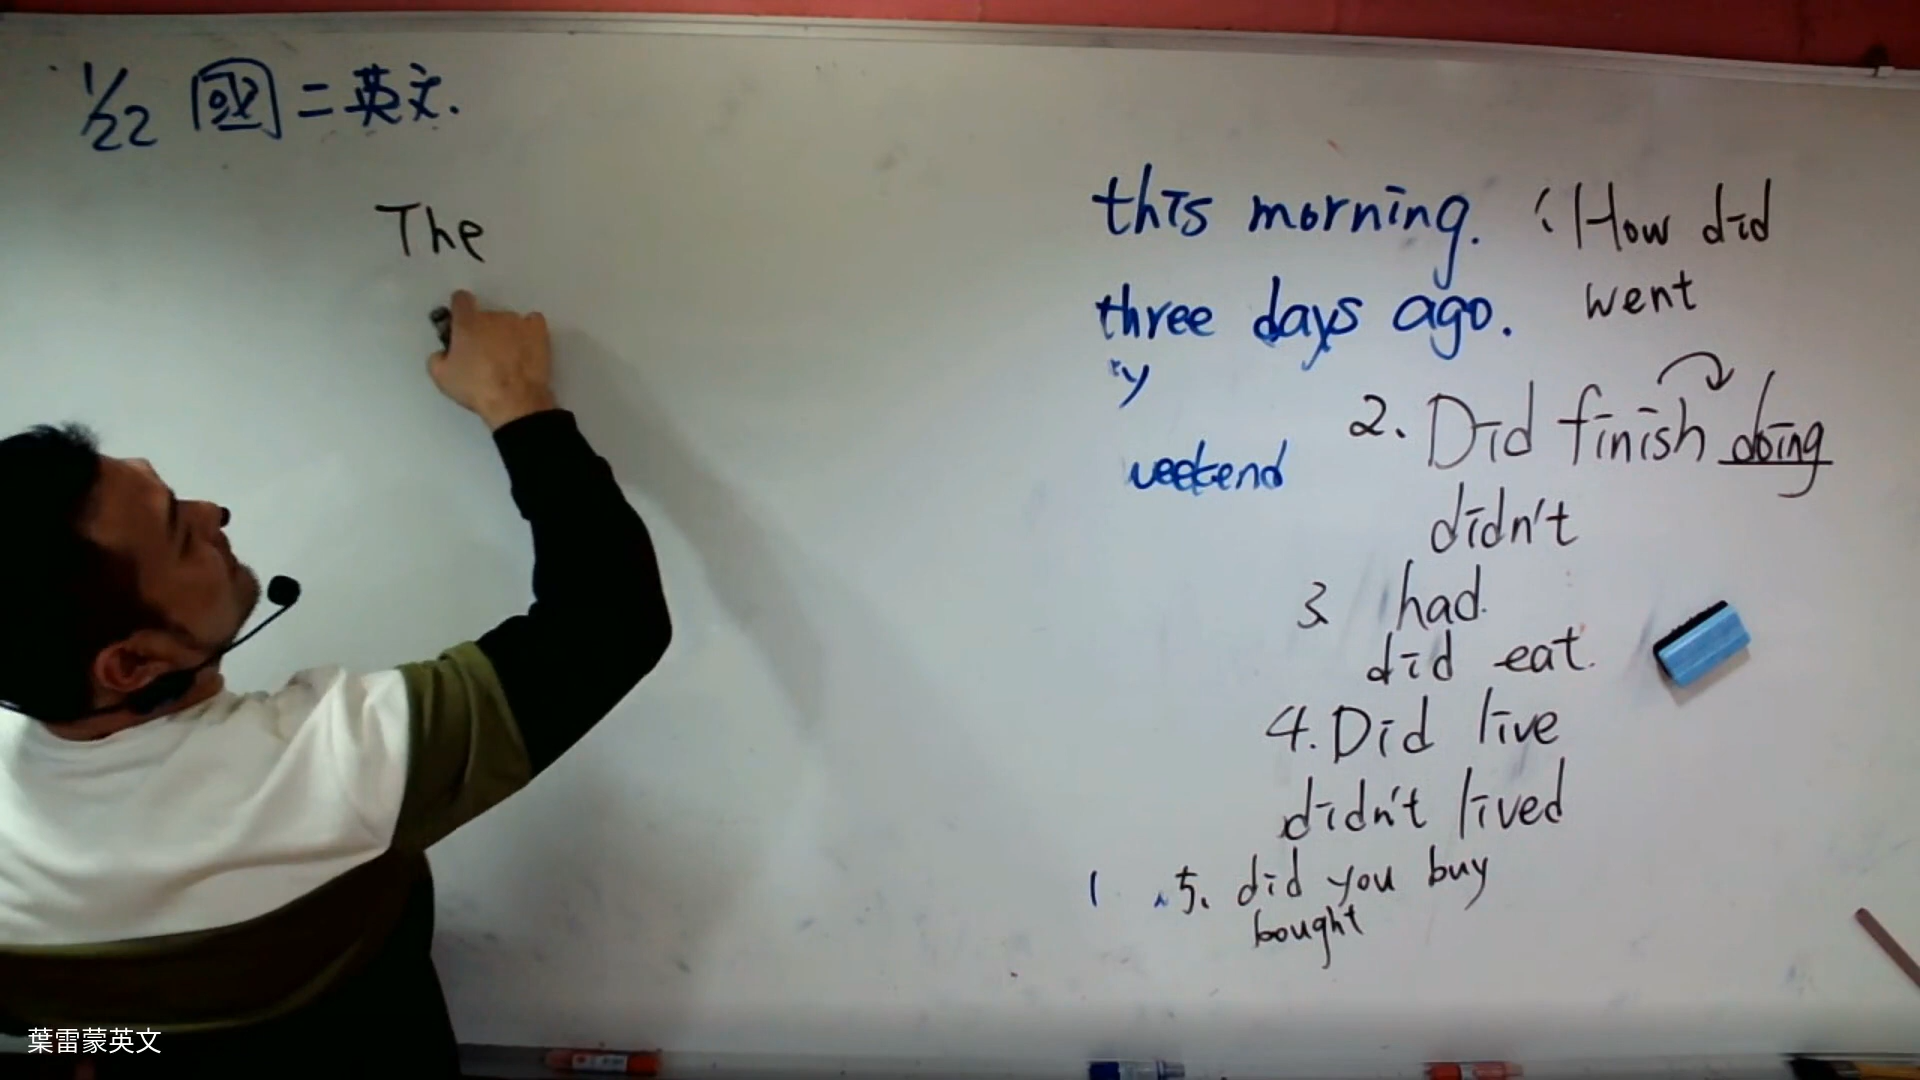 1/22 國二英文.
The
this morning.
three days ago.
y
weekend
How did
went
2. Did finish doing
didn't
3. had.
did eat.
4. Did live
didn't lived
5. did you buy
bought
葉雷蒙英文